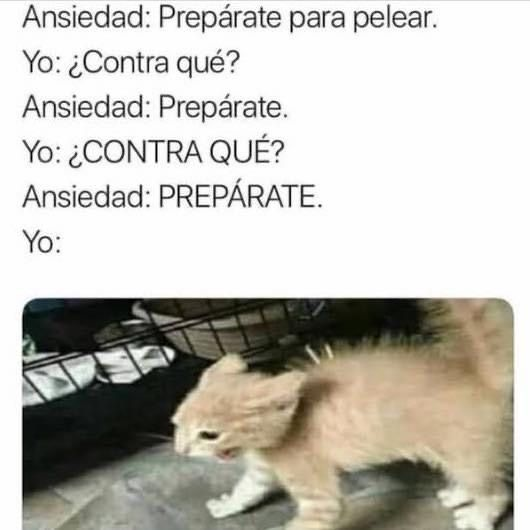 Ansiedad: Prepárate para pelear.
Yo: ¿Contra qué?
Ansiedad: Prepárate.
Yo: ¿CONTRA QUÉ?
Ansiedad: PREPÁRATE.
Yo: